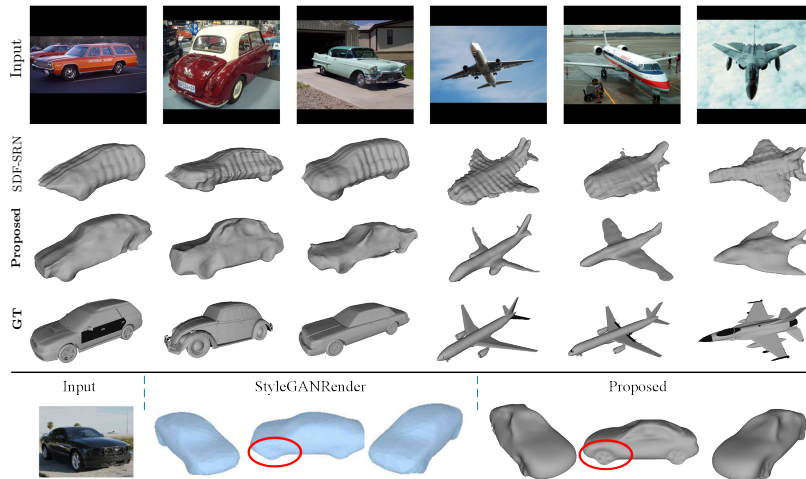 Input
SDF-SRN
Proposed
GT
Input StyleGANRender Proposed